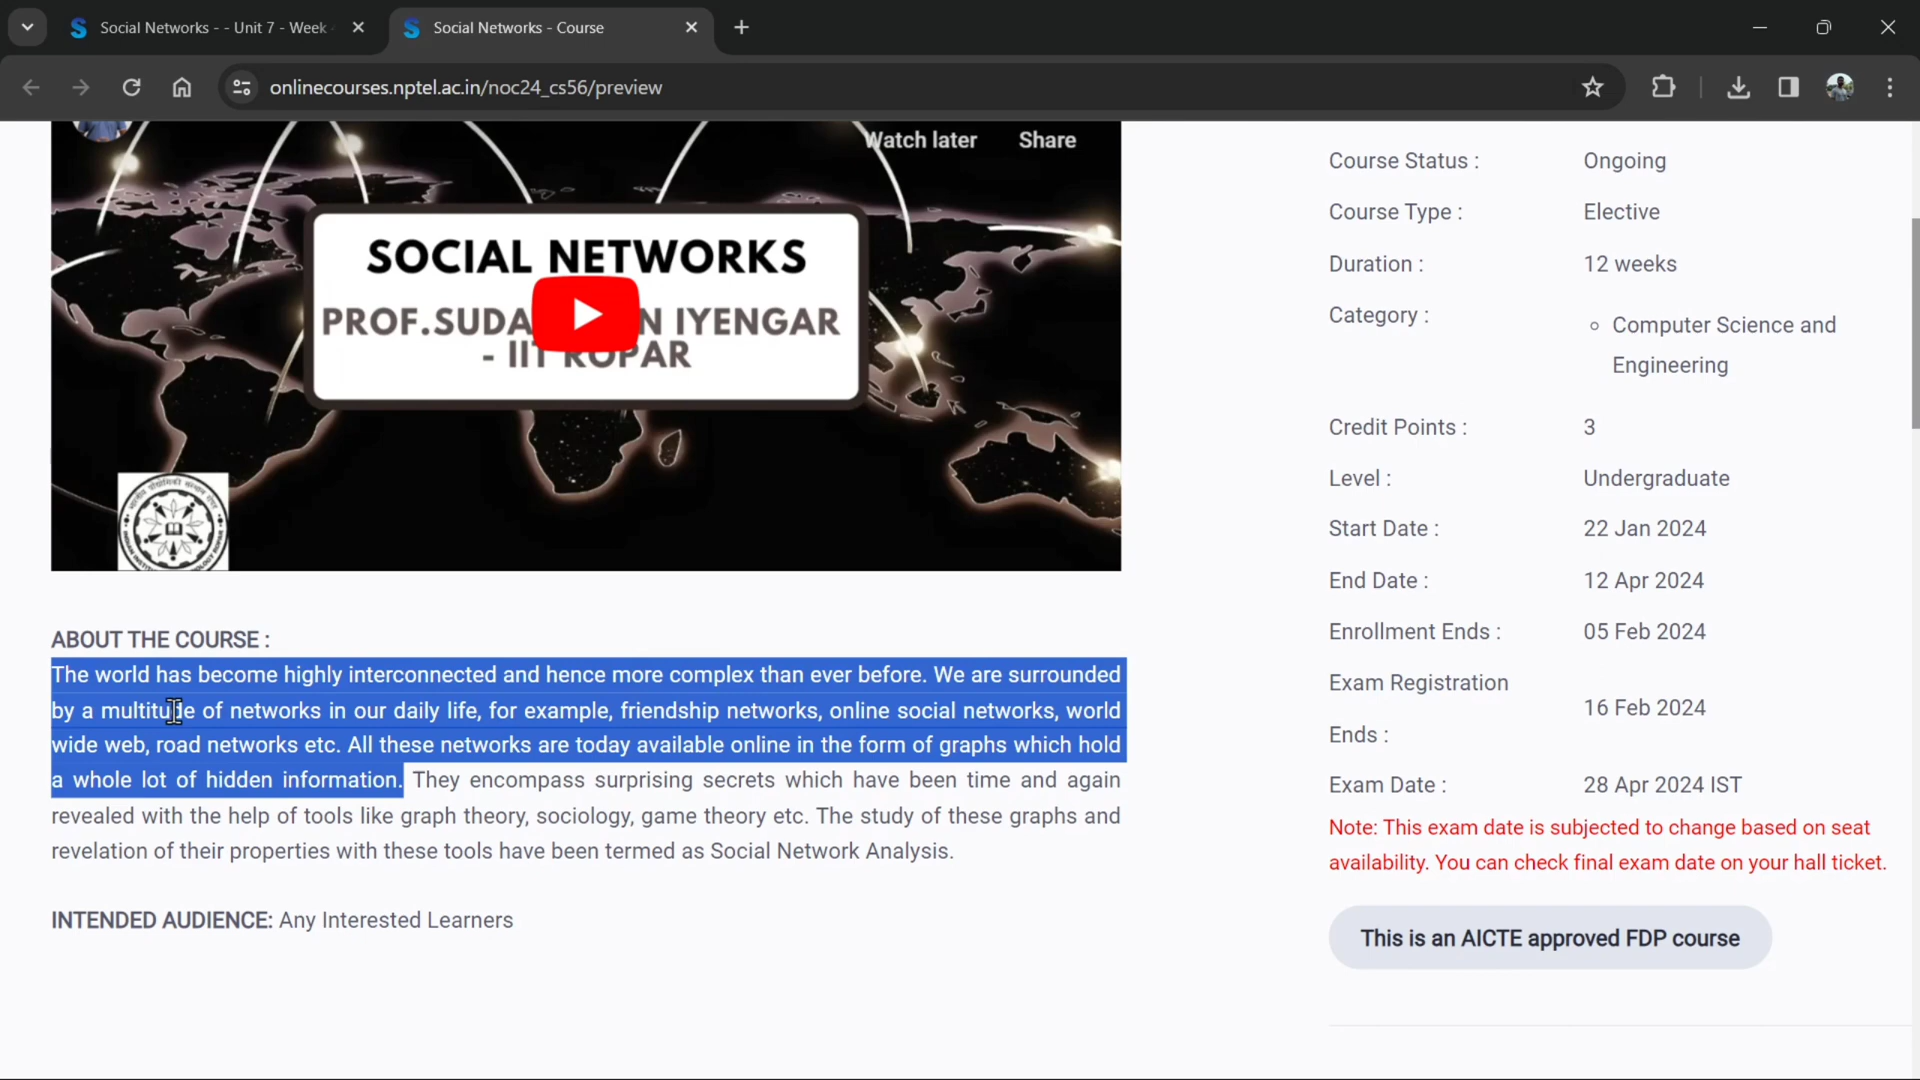 Social Networks - - Unit 7 - Week
Social Networks - Course
onlinecourses.nptel.ac.in/noc24_cs56/preview
Watch later
Share
SOCIAL NETWORKS
IYENGAR
- IIT ROPAR
ABOUT THE COURSE :
The world has become highly interconnected and hence more complex than ever before. We are surrounded
by a multitude of networks in our daily life, for example, friendship networks, online social networks, world
wide web, road networks etc. All these networks are today available online in the form of graphs which hold
a whole lot of hidden information. They encompass surprising secrets which have been time and again
revealed with the help of tools like graph theory, sociology, game theory etc. The study of these graphs and
revelation of their properties with these tools have been termed as Social Network Analysis.
INTENDED AUDIENCE: Any Interested Learners
Course Status : Ongoing
Course Type : Elective
Duration : 12 weeks
Category : Computer Science and
Engineering
Credit Points : 3
Level : Undergraduate
Start Date : 22 Jan 2024
End Date : 12 Apr 2024
Enrollment Ends : 05 Feb 2024
Exam Registration
Ends : 16 Feb 2024
Exam Date : 28 Apr 2024 IST
Note: This exam date is subjected to change based on seat
availability. You can check final exam date on your hall ticket.
This is an AICTE approved FDP course